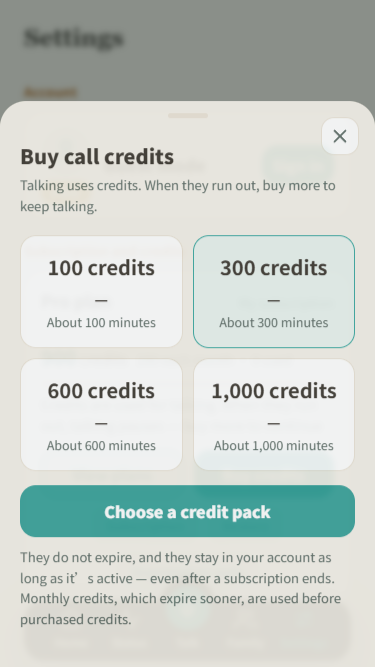 Settings
Account
Buy call credits
Talking uses credits. When they run out, buy more to
keep talking.
100 credits
—
About 100 minutes
300 credits
—
About 300 minutes
600 credits
—
About 600 minutes
1,000 credits
—
About 1,000 minutes
Choose a credit pack
They do not expire, and they stay in your account as
long as it’s active — even after a subscription ends.
Monthly credits, which expire sooner, are used before
purchased credits.